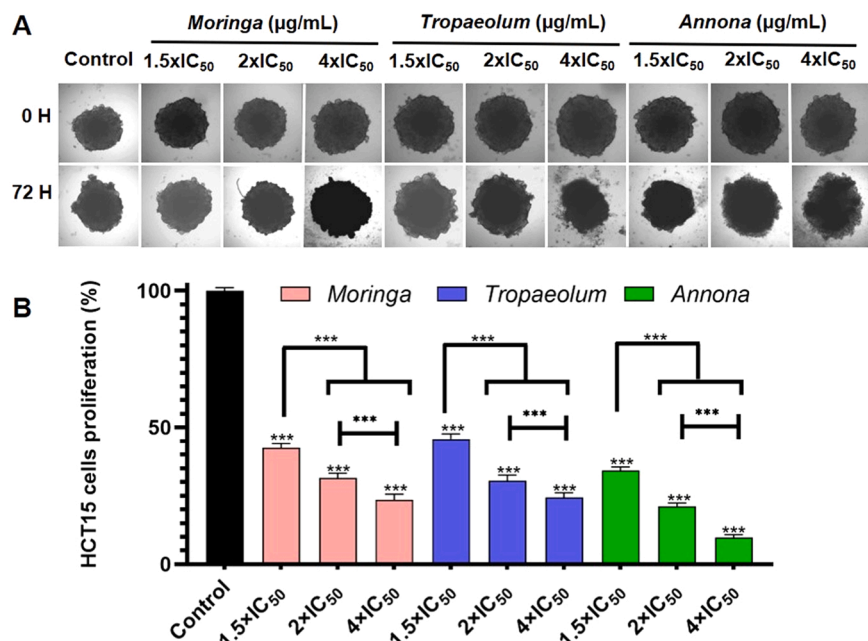 A
Moringa (µg/mL) Tropaeolum (µg/mL) Annona (µg/mL)
Control 1.5xIC50 2xIC50 4xIC50 1.5xIC50 2xIC50 4xIC50 1.5xIC50 2xIC50 4xIC50
0 H
72 H
B
Moringa Tropaeolum Annona
HCT15 cells proliferation (%)
100
50
0
*** *** ***
*** *** ***
*** *** *** *** *** *** *** *** ***
Control 1.5×IC50 2×IC50 4×IC50 1.5×IC50 2×IC50 4×IC50 1.5×IC50 2×IC50 4×IC50